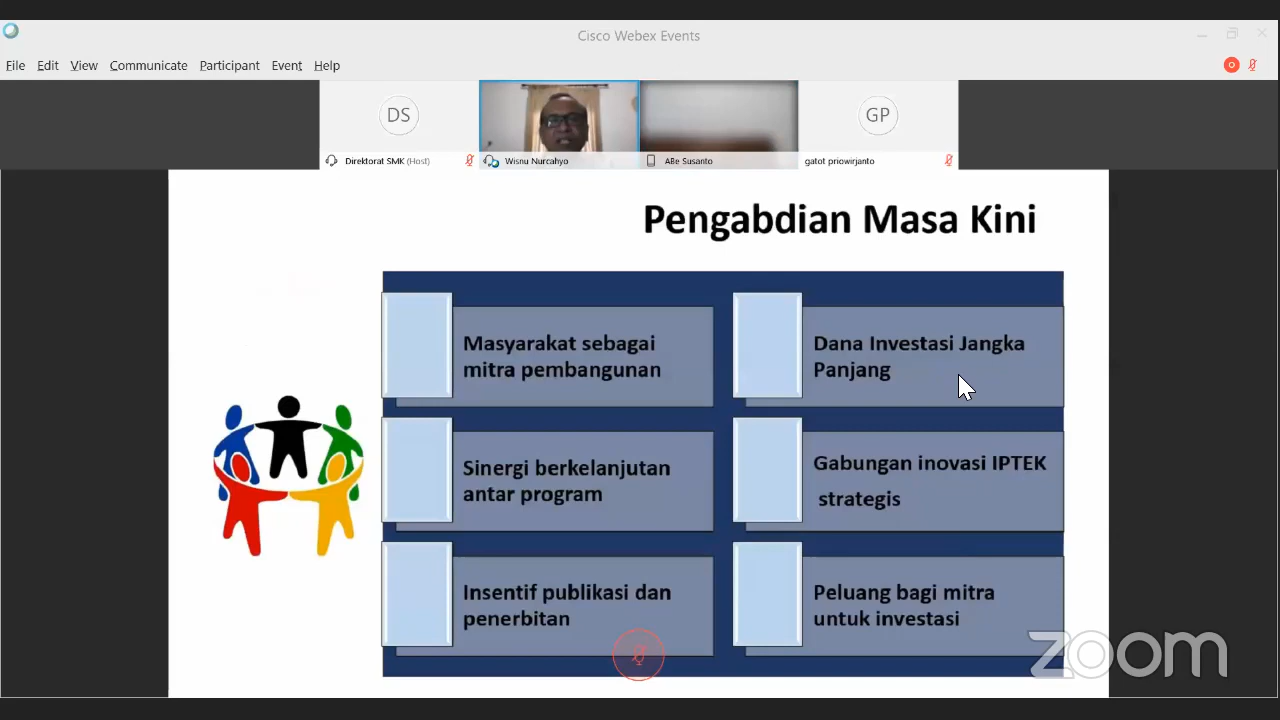 Cisco Webex Events
File Edit View Communicate Participant Event Help
DS
GP
Direktorat SMK (Host)
Wisnu Nurcahyo
ABe Susanto
gatot priowirjanto
Pengabdian Masa Kini
Masyarakat sebagai
mitra pembangunan
Dana Investasi Jangka
Panjang
Sinergi berkelanjutan
antar program
Gabungan inovasi IPTEK
strategis
Insentif publikasi dan
penerbitan
Peluang bagi mitra
untuk investasi
zoom